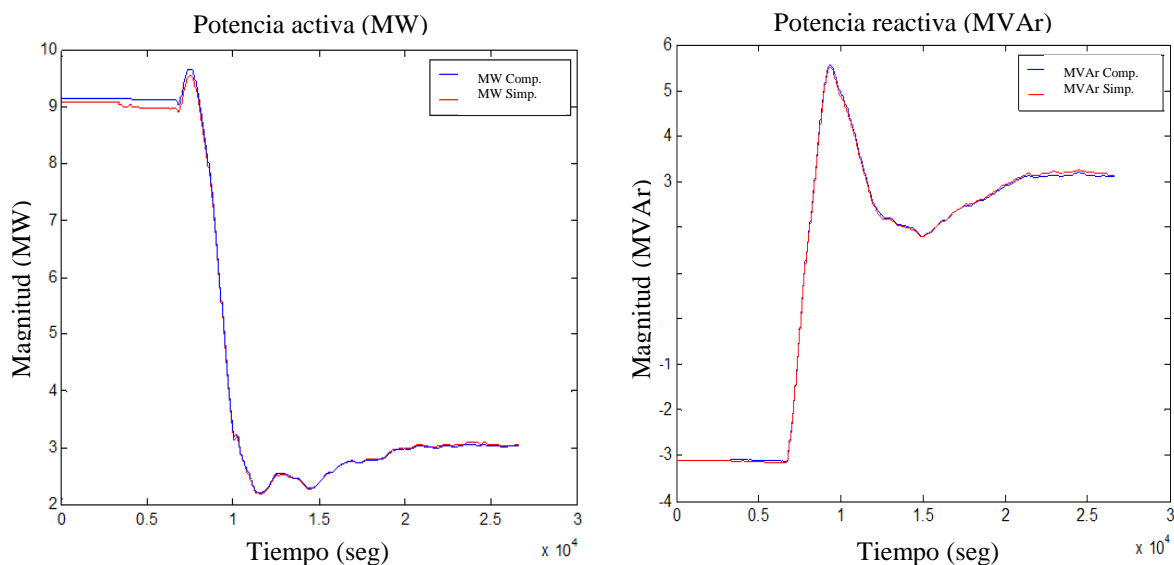 Potencia activa (MW)
10
9
8
7
6
5
4
3
2
Magnitud (MW)
MW Comp.
MW Simp.
0
0.5
1
1.5
2
2.5
3
x 10^4
Tiempo (seg)
Potencia reactiva (MVAr)
6
5
4
3
-1
-2
-3
-4
Magnitud (MVAr)
MVAr Comp.
MVAr Simp.
0
0.5
1
1.5
2
2.5
3
x 10^4
Tiempo (seg)